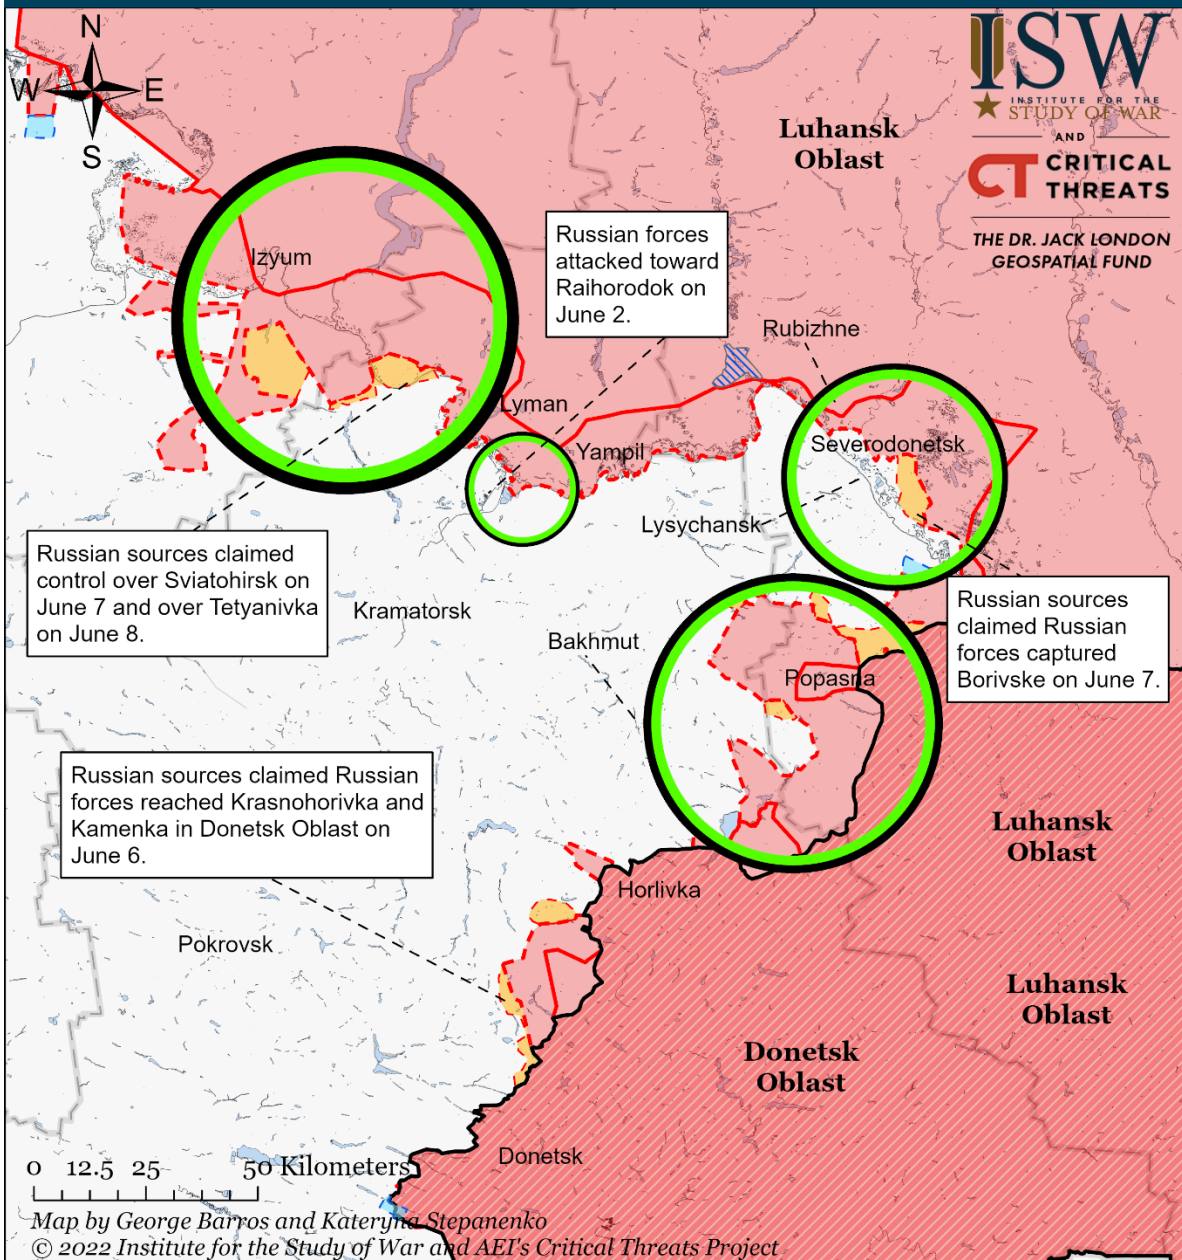 N
W
E
S
ISW
INSTITUTE FOR THE
STUDY OF WAR
AND
CT CRITICAL
THREATS
THE DR. JACK LONDON
GEOSPATIAL FUND
Luhansk
Oblast
Russian forces
attacked toward
Raihorodok on
June 2.
Izyum
Rubizhne
Lyman
Yampil
Severodonetsk
Lysychansk
Russian sources claimed
control over Sviatohirsk on
June 7 and over Tetyanivka
on June 8.
Kramatorsk
Bakhmut
Russian sources
claimed Russian
forces captured
Borivske on June 7.
Popasna
Russian sources claimed Russian
forces reached Krasnohorivka and
Kamenka in Donetsk Oblast on
June 6.
Luhansk
Oblast
Horlivka
Pokrovsk
Luhansk
Oblast
Donetsk
Oblast
Donetsk
0 12.5 25 50 Kilometers
Map by George Barros and Kateryna Stepanenko
© 2022 Institute for the Study of War and AEI's Critical Threats Project